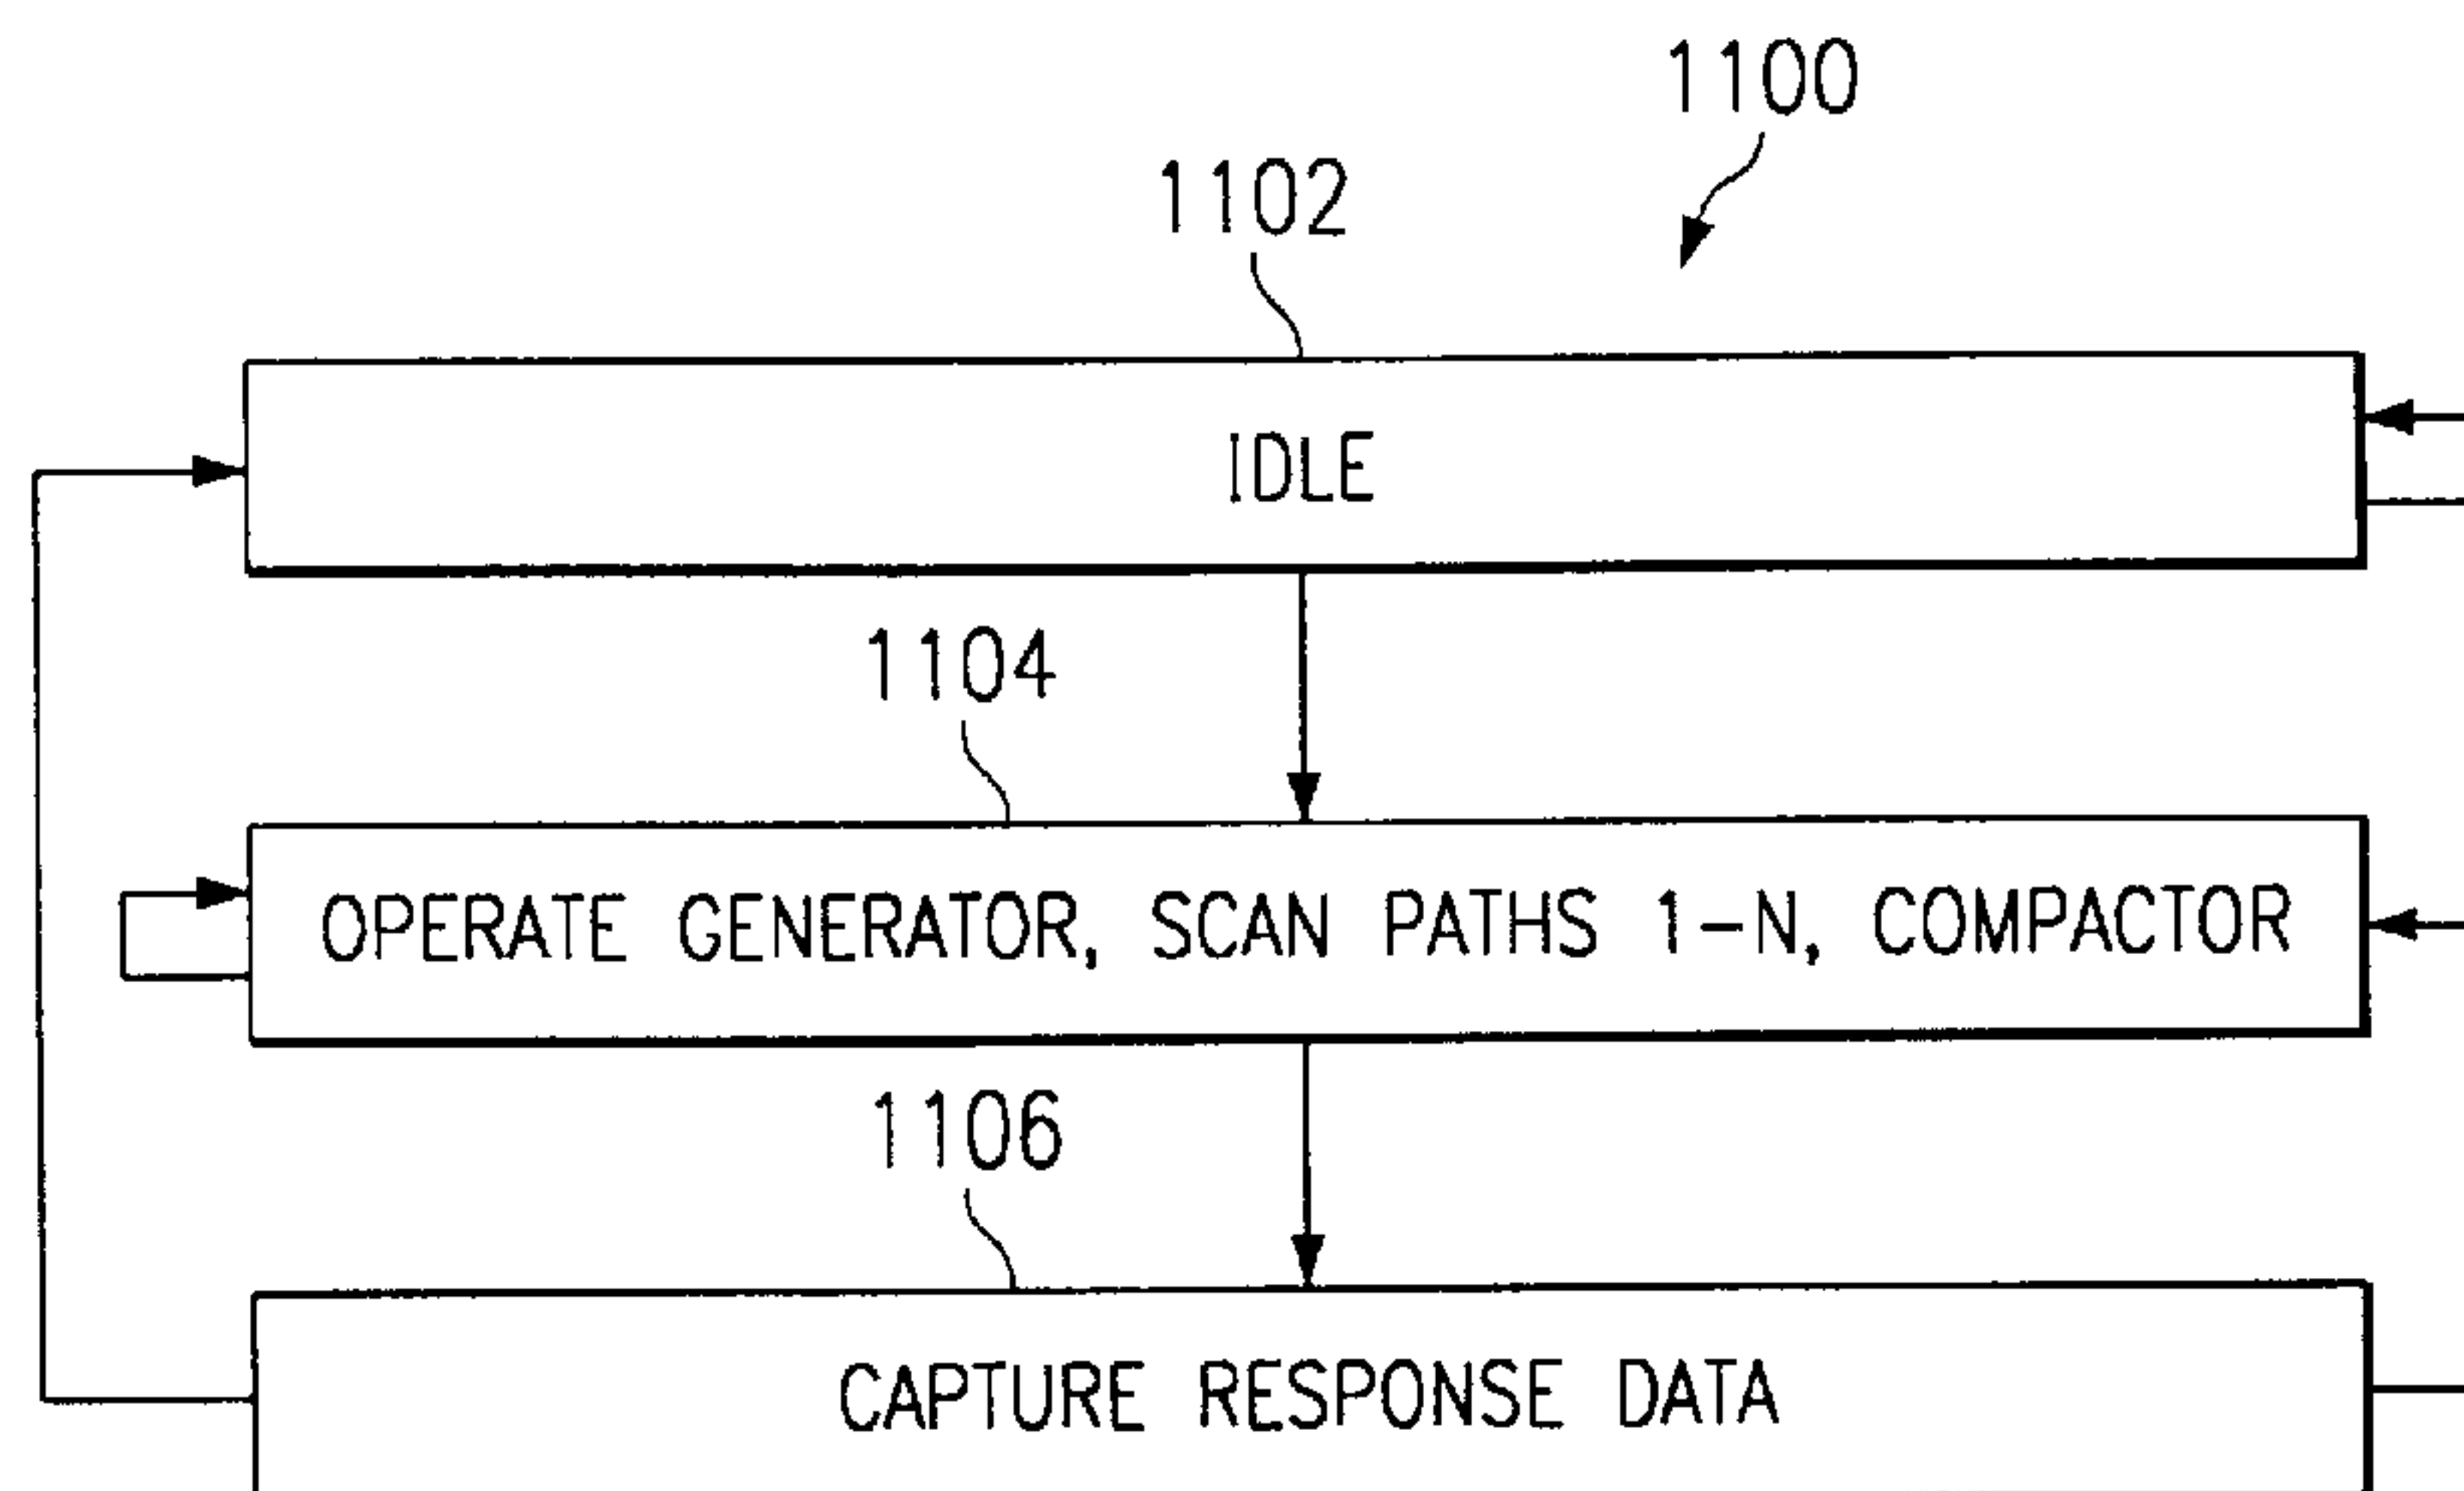 1100
1102
IDLE
1104
OPERATE GENERATOR, SCAN PATHS 1-N, COMPACTOR
1106
CAPTURE RESPONSE DATA